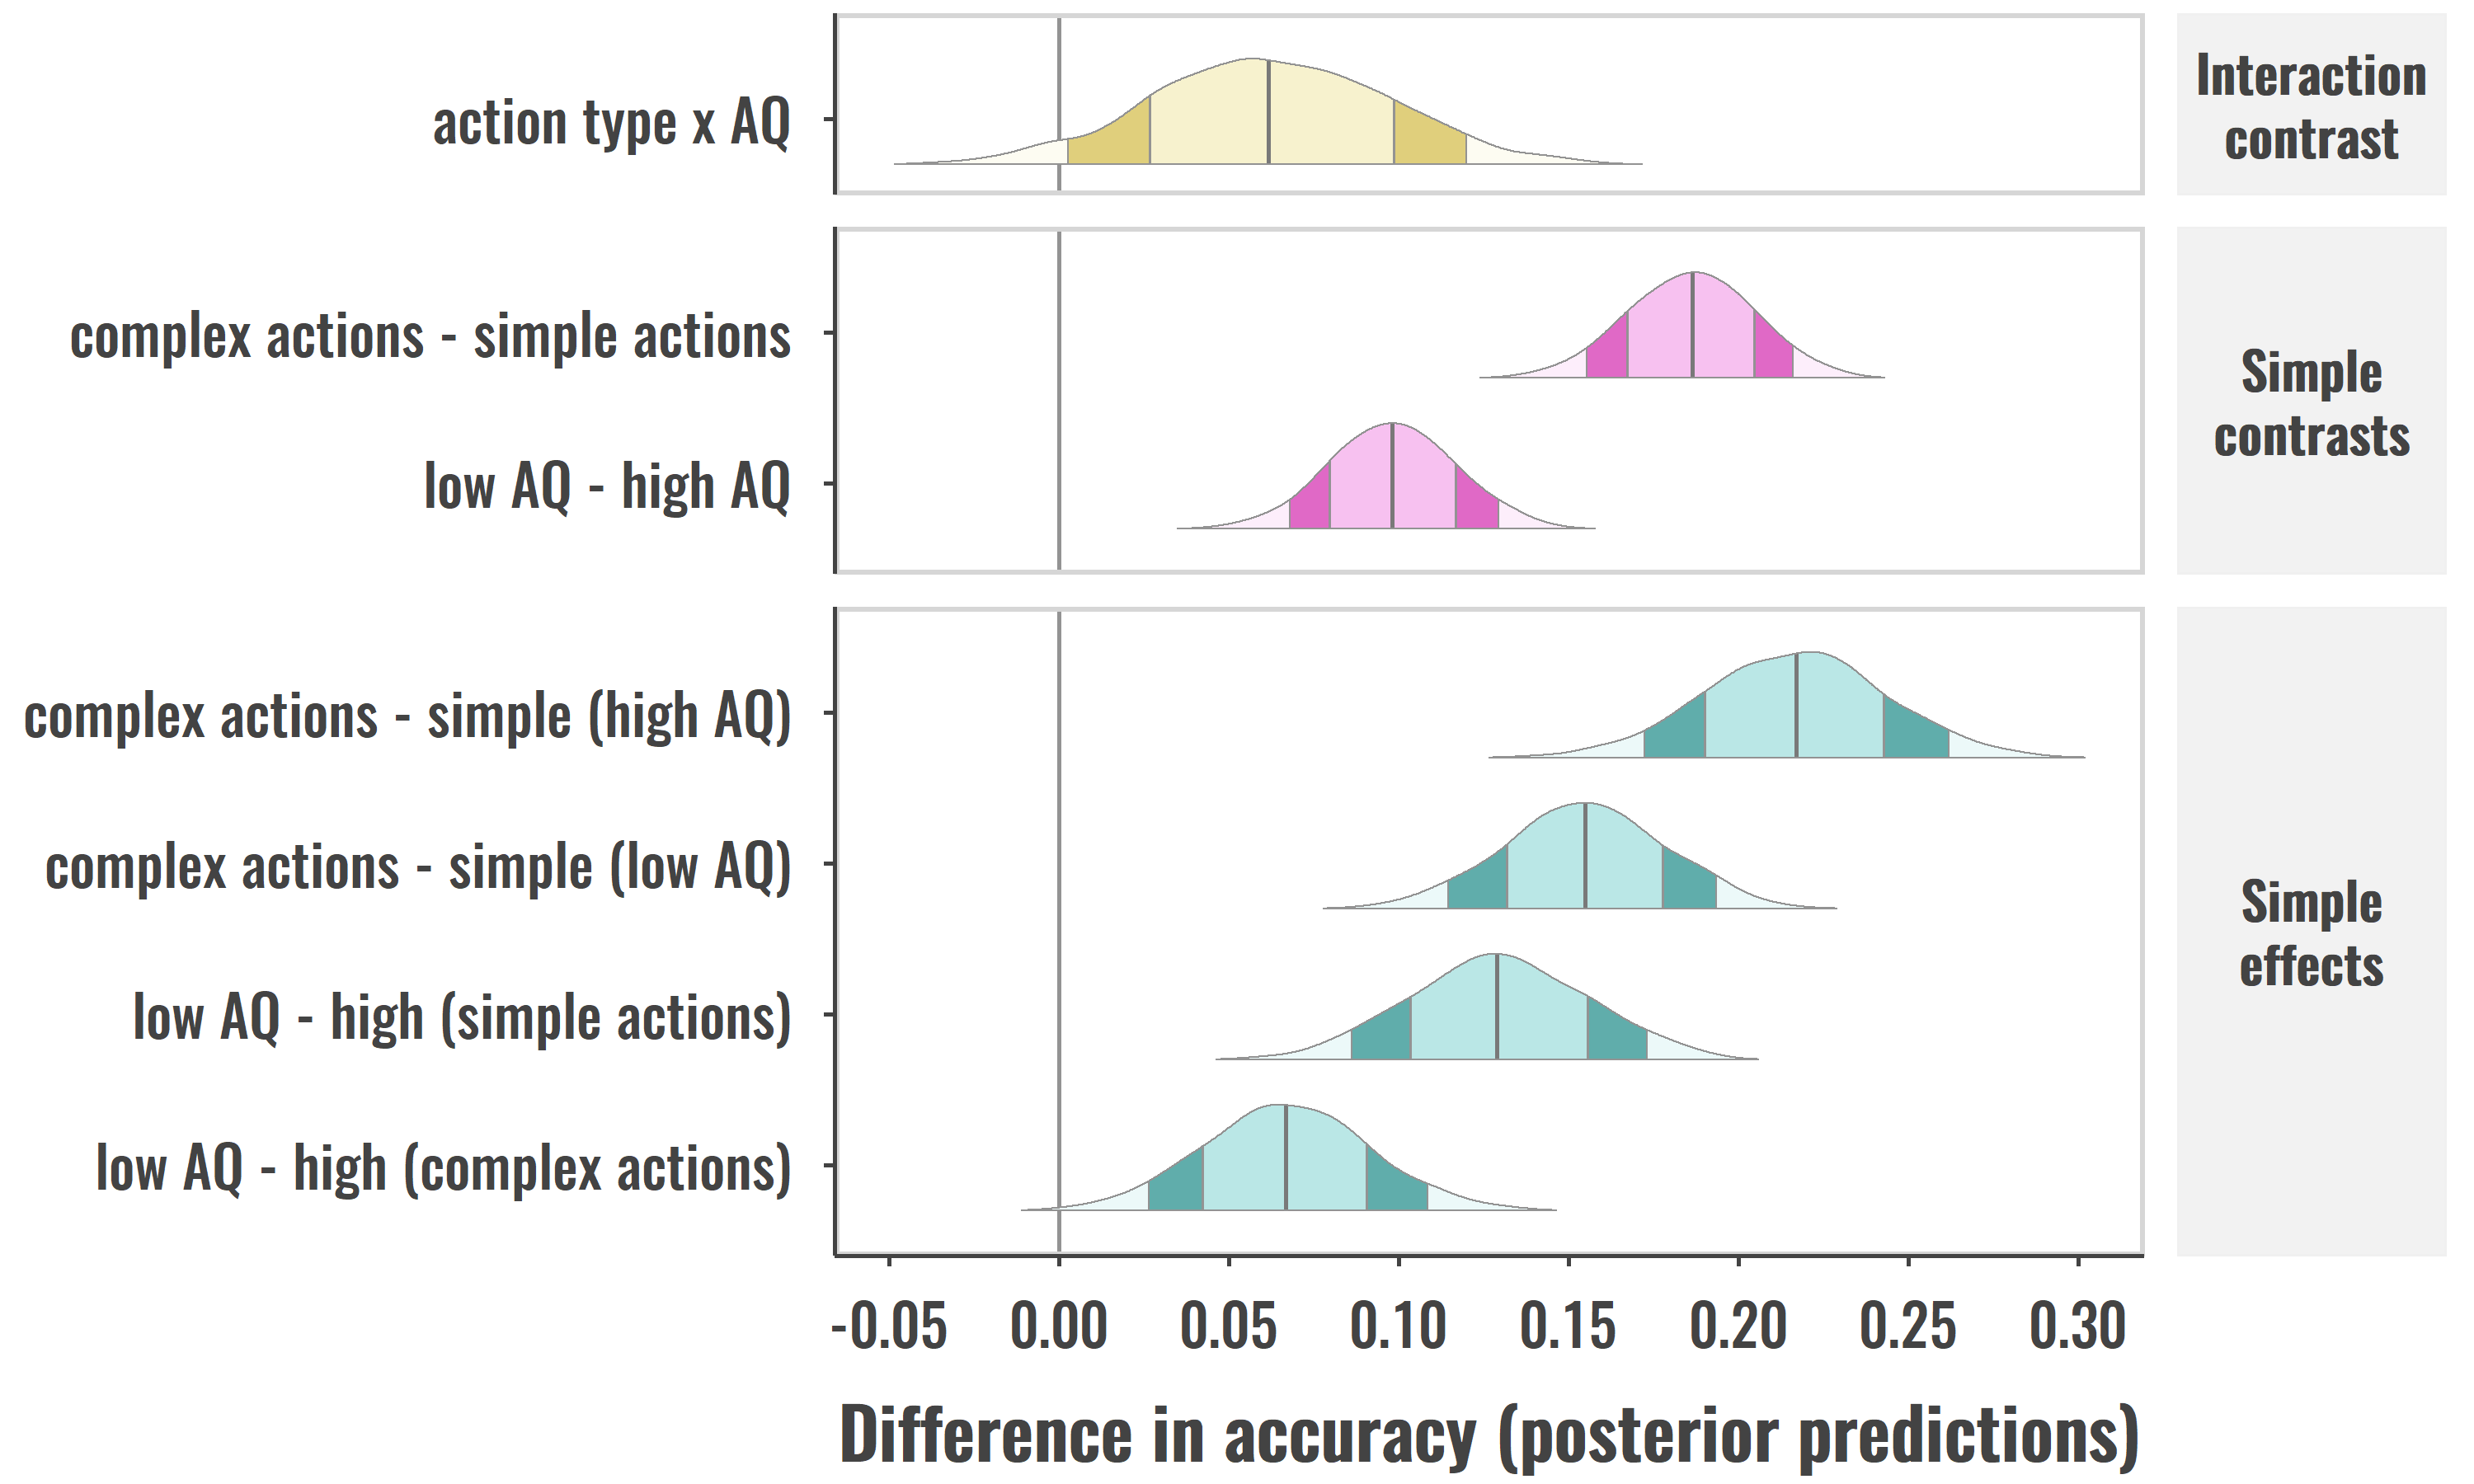 action type x AQ
Interaction
contrast
complex actions - simple actions
low AQ - high AQ
Simple
contrasts
complex actions - simple (high AQ)
complex actions - simple (low AQ)
low AQ - high (simple actions)
low AQ - high (complex actions)
Simple
effects
-0.05 0.00 0.05 0.10 0.15 0.20 0.25 0.30
Difference in accuracy (posterior predictions)